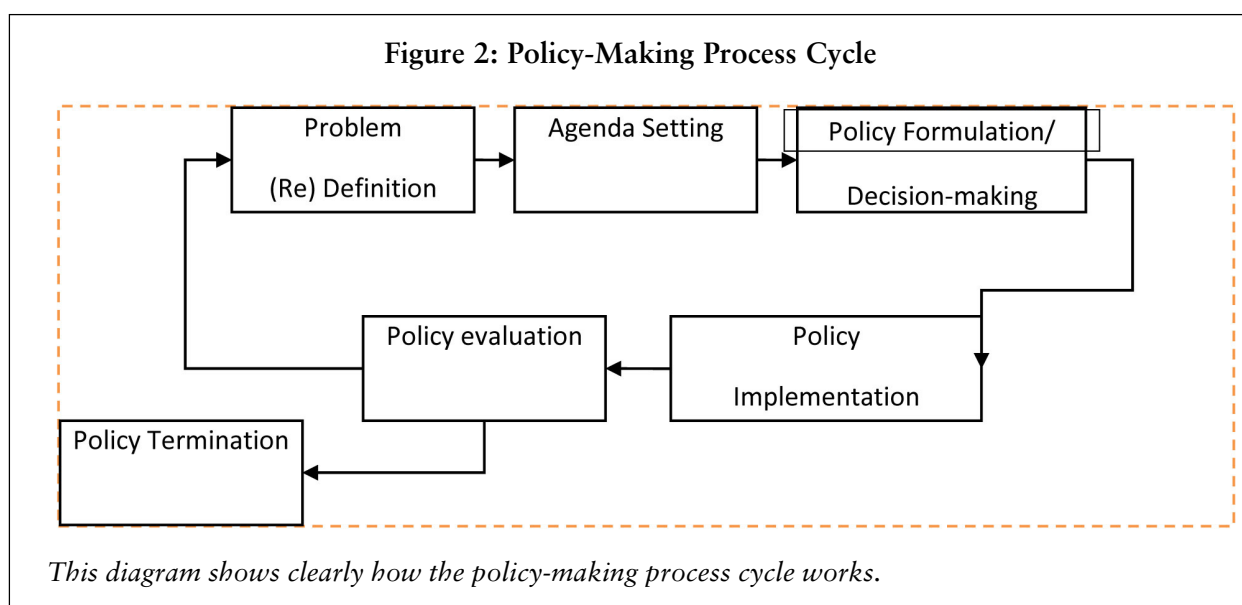 Figure 2: Policy-Making Process Cycle
Problem
(Re) Definition
Agenda Setting
Policy Formulation/
Decision-making
Policy evaluation
Policy
Implementation
Policy Termination
This diagram shows clearly how the policy-making process cycle works.